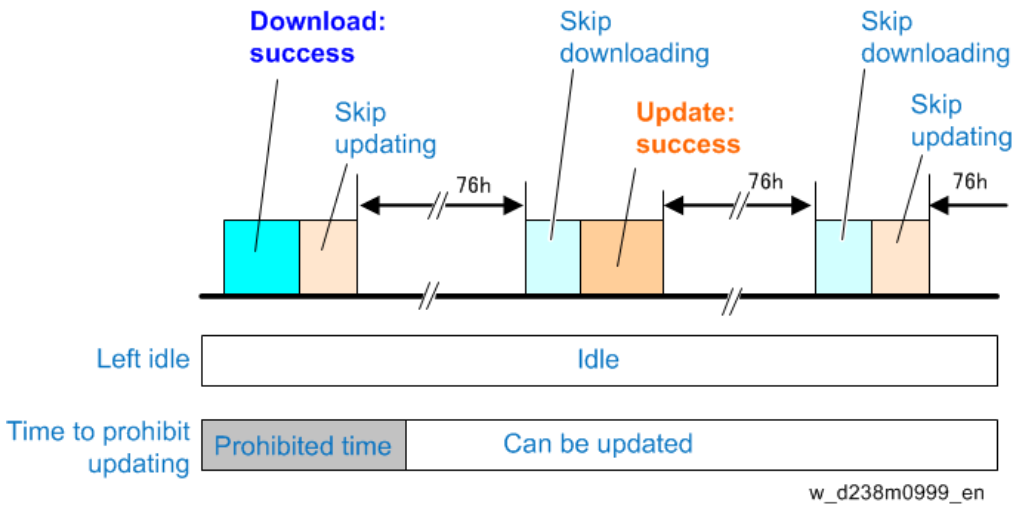 Download:
success
Skip
downloading
Skip
downloading
Skip
updating
Update:
success
Skip
updating
76h
76h
76h
Left idle
Idle
Time to prohibit
updating
Prohibited time
Can be updated
w_d238m0999_en